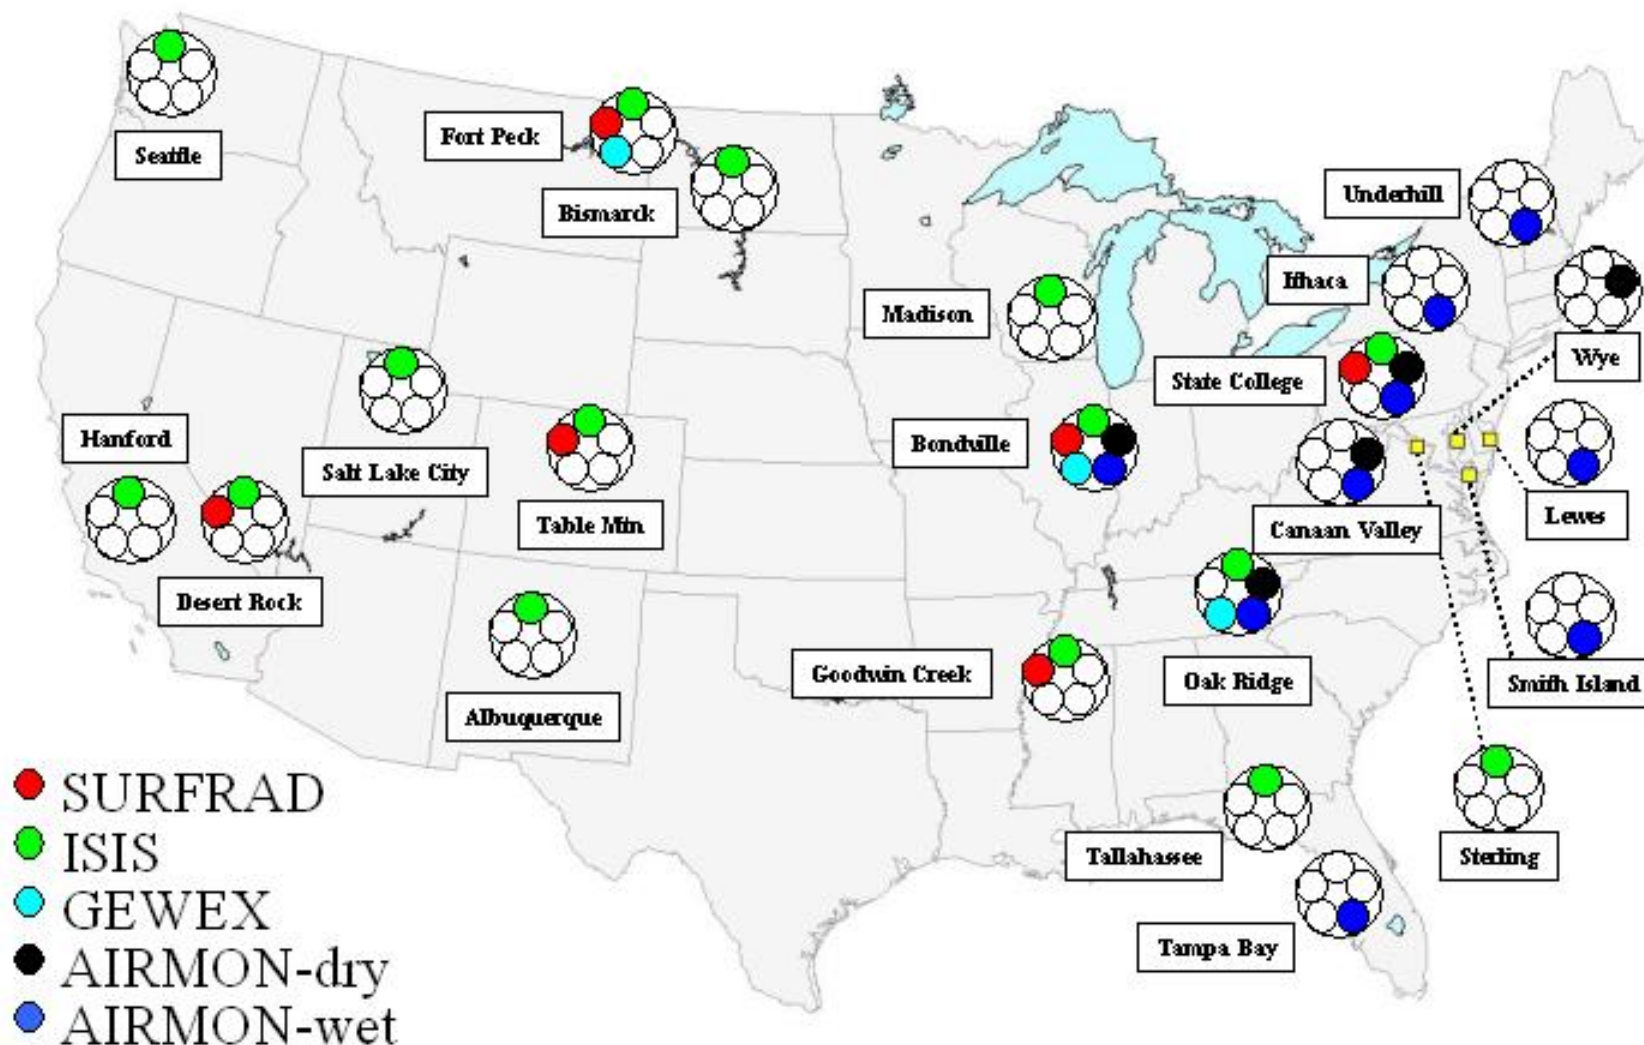 Seattle
Fort Peck
Bismarck
Underhill
Ithaca
Madison
Wye
State College
Hanford
Salt Lake City
Bondville
Table Mtn
Canaan Valley
Lewes
Desert Rock
Albuquerque
Goodwin Creek
Oak Ridge
Smith Island
Tallahassee
Sterling
Tampa Bay
SURFRAD
ISIS
GEWEX
AIRMON-dry
AIRMON-wet